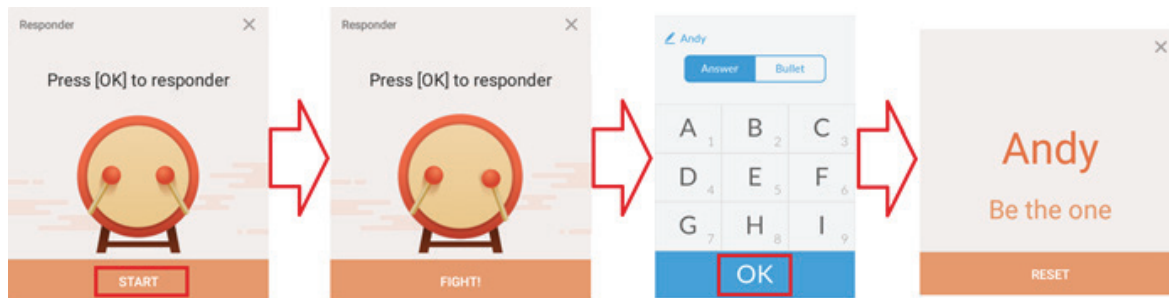 Responder ×
Press [OK] to responder
START
Responder ×
Press [OK] to responder
FIGHT!
Andy
Answer Bullet
A 1 B 2 C 3
D 4 E 5 F 6
G 7 H 8 I 9
OK
×
Andy
Be the one
RESET